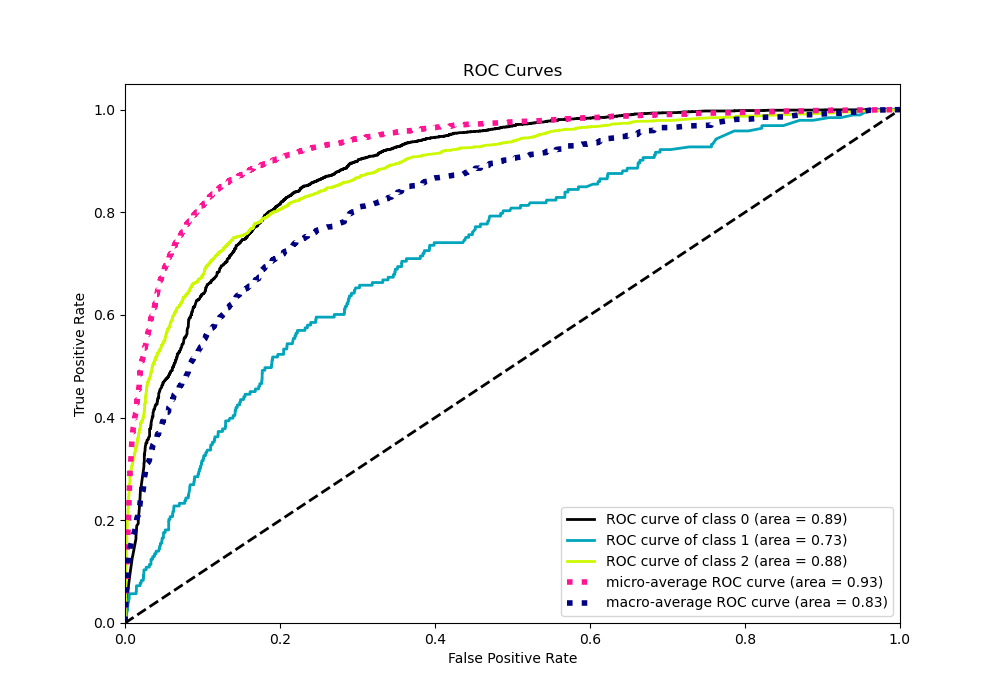 ROC Curves
True Positive Rate
1.0
0.8
0.6
0.4
0.2
0.0
0.0 0.2 0.4 0.6 0.8 1.0
False Positive Rate
ROC curve of class 0 (area = 0.89)
ROC curve of class 1 (area = 0.73)
ROC curve of class 2 (area = 0.88)
micro-average ROC curve (area = 0.93)
macro-average ROC curve (area = 0.83)